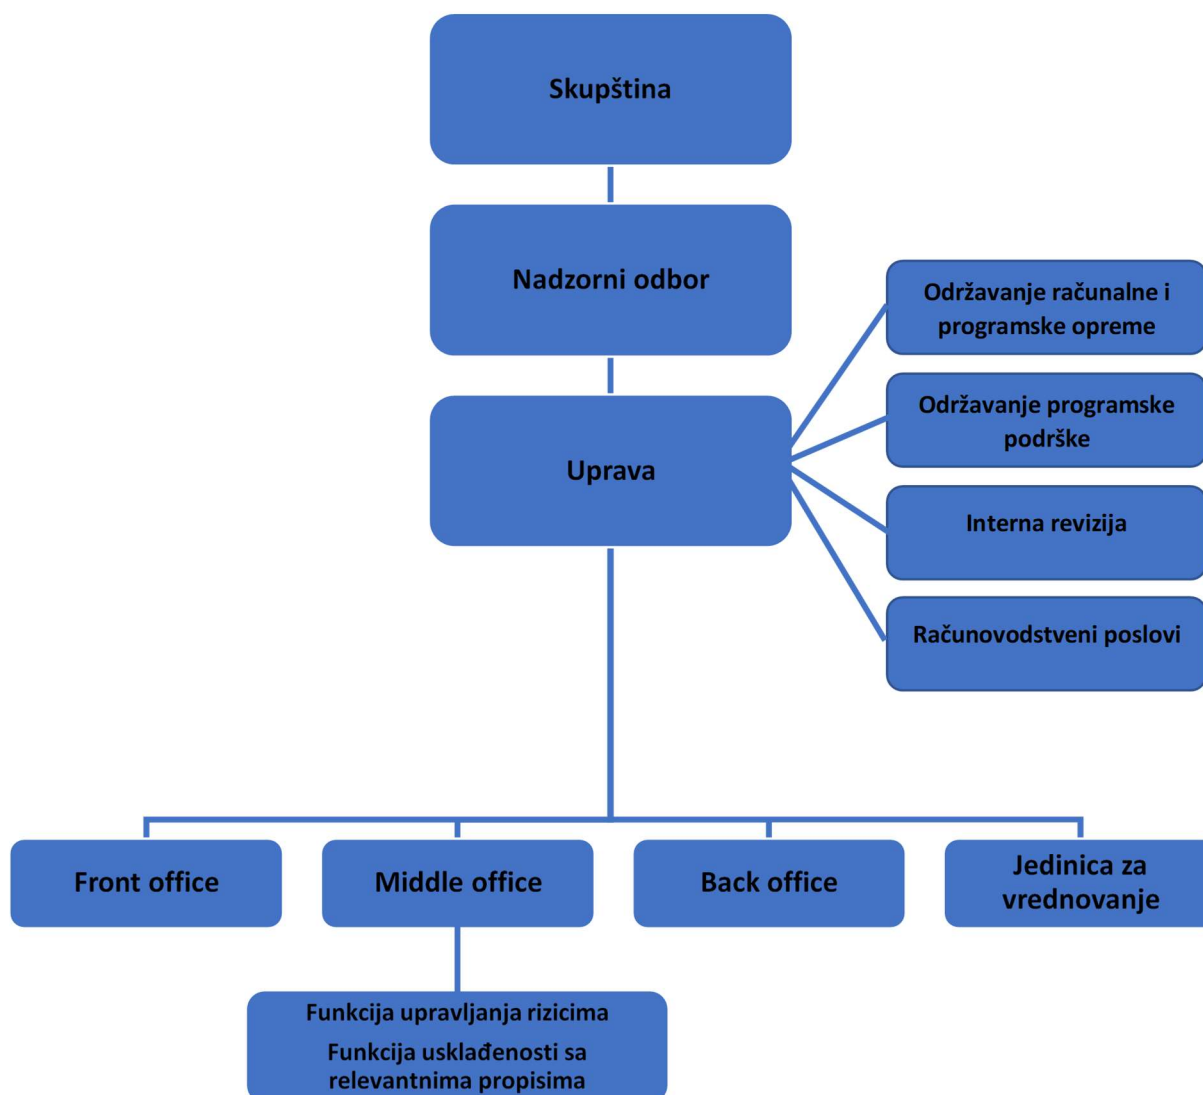 Skupština
Nadzorni odbor
Održavanje računalne i
programske opreme
Održavanje programske
podrške
Uprava
Interna revizija
Računovodstveni poslovi
Front office
Middle office
Back office
Jedinica za
vrednovanje
Funkcija upravljanja rizicima
Funkcija usklađenosti sa
relevantnima propisima